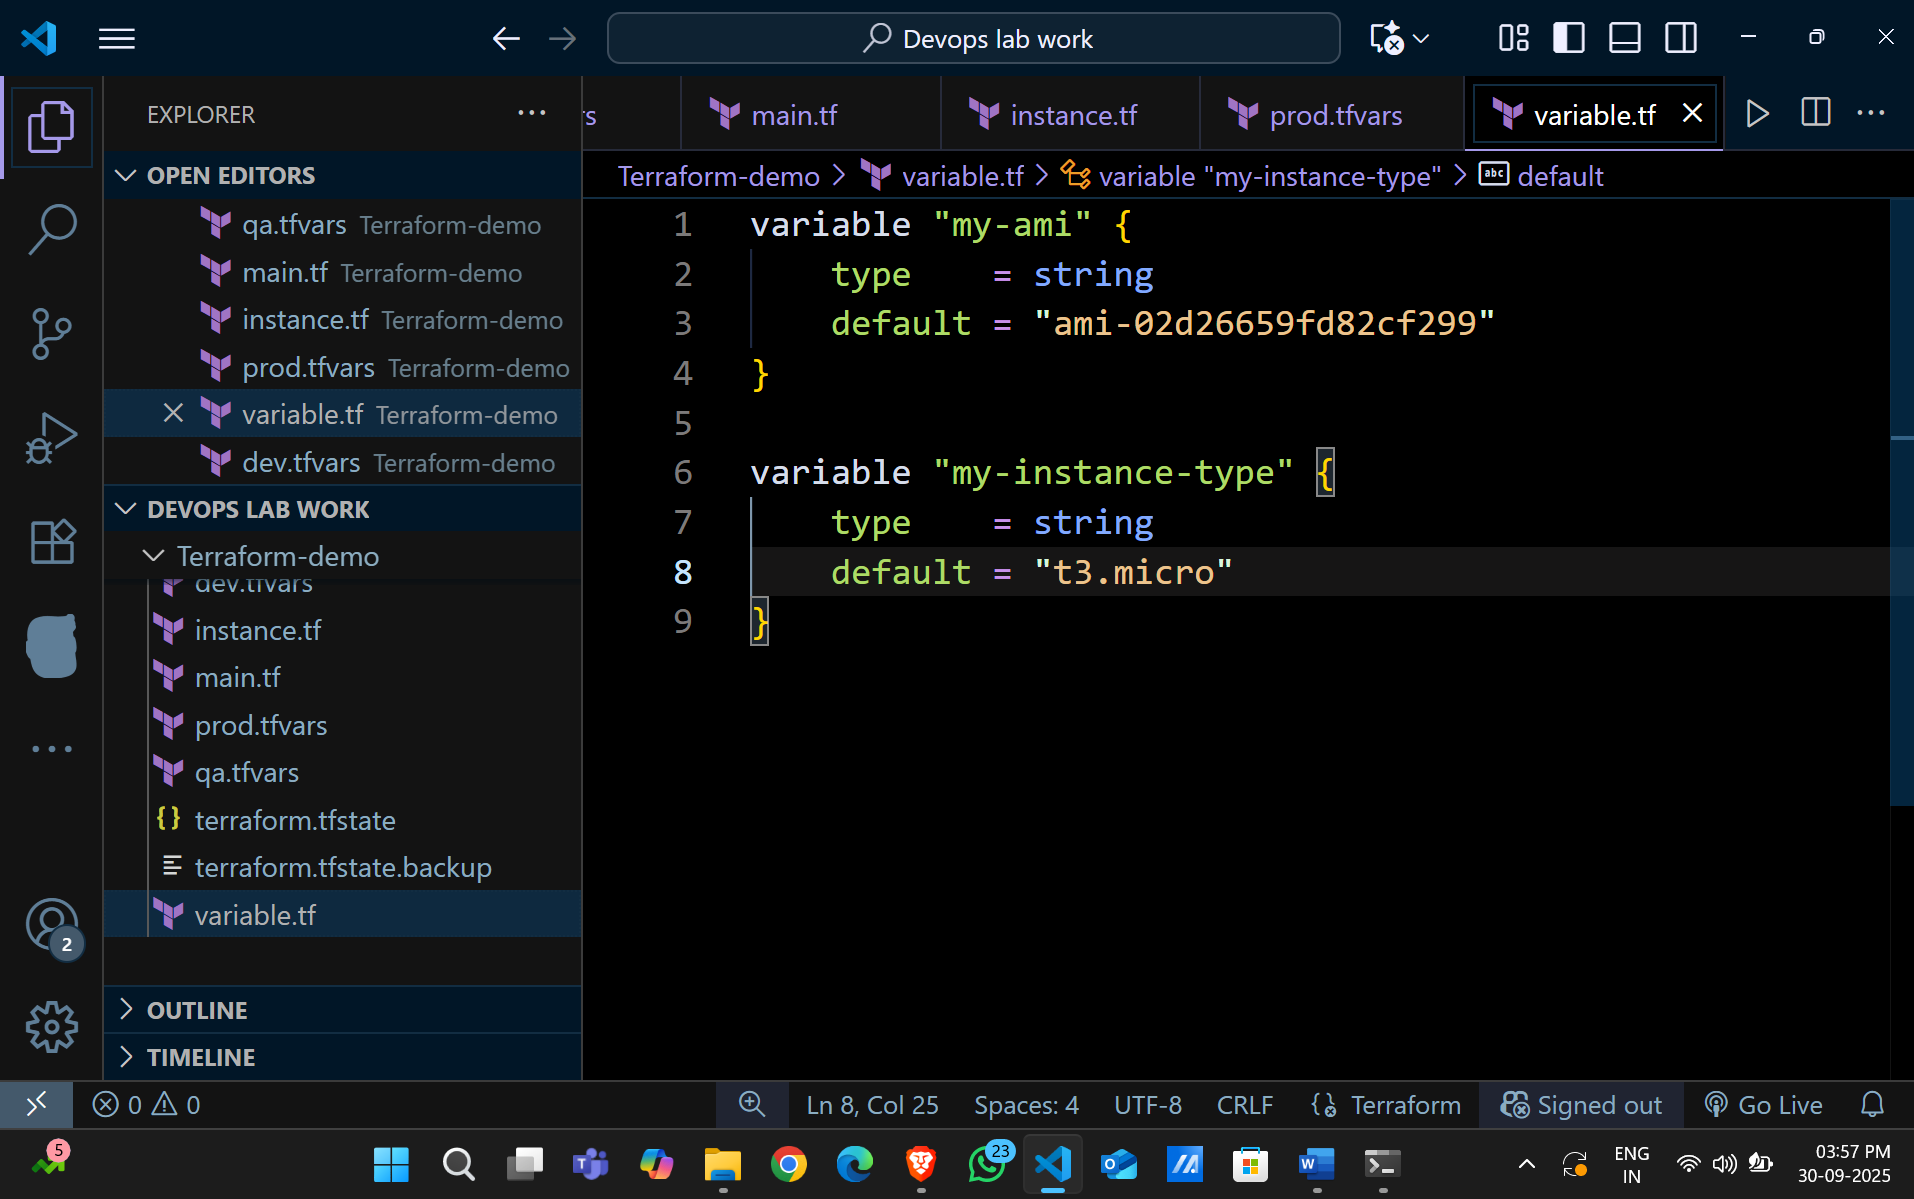 Devops lab work
EXPLORER
rs
main.tf
instance.tf
prod.tfvars
variable.tf
OPEN EDITORS
qa.tfvars Terraform-demo
main.tf Terraform-demo
instance.tf Terraform-demo
prod.tfvars Terraform-demo
variable.tf Terraform-demo
dev.tfvars Terraform-demo
DEVOPS LAB WORK
Terraform-demo
dev.tfvars
instance.tf
main.tf
prod.tfvars
qa.tfvars
{} terraform.tfstate
terraform.tfstate.backup
variable.tf
OUTLINE
TIMELINE
2
Terraform-demo > variable.tf > variable "my-instance-type" > abc default
1 variable "my-ami" {
2 type = string
3 default = "ami-02d26659fd82cf299"
4 }
5
6 variable "my-instance-type" {
7 type = string
8 default = "t3.micro"
9 }
0 0
Ln 8, Col 25 Spaces: 4 UTF-8 CRLF Terraform Signed out Go Live
5
23
ENG
IN
03:57 PM
30-09-2025